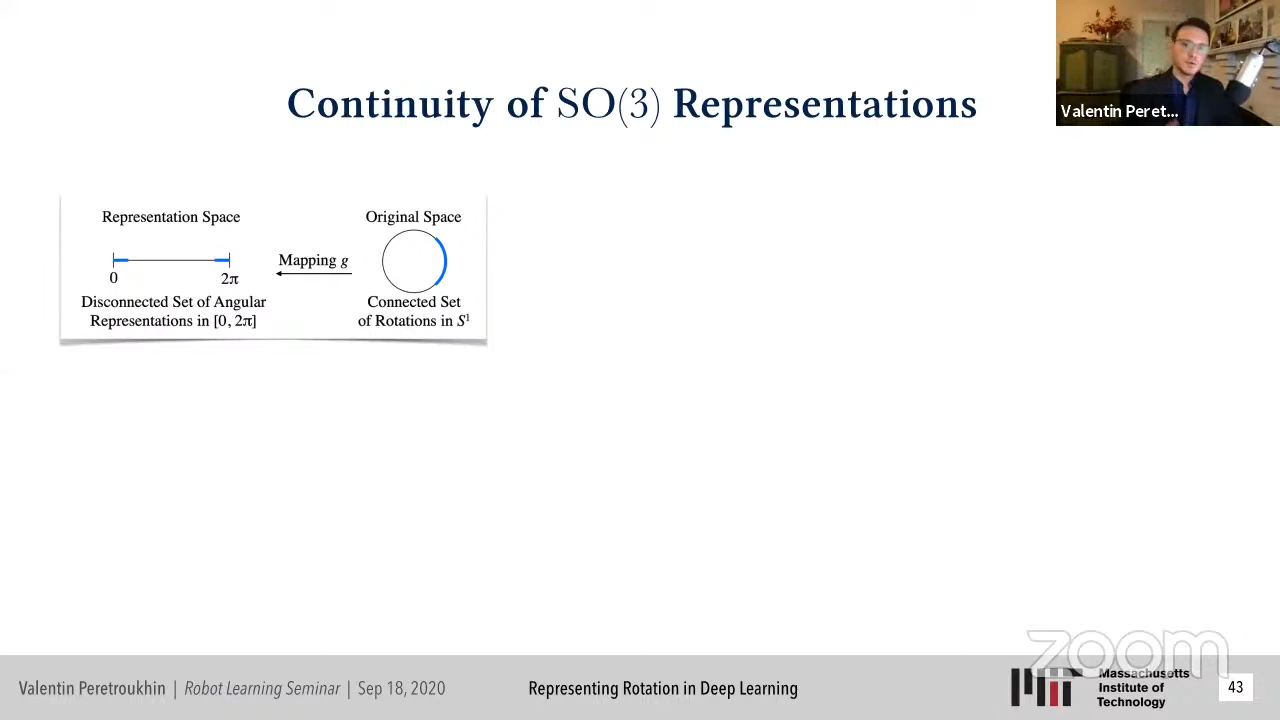 Continuity of SO(3) Representations
Valentin Peret...
Representation Space
Original Space
Mapping g
0
2π
Disconnected Set of Angular
Representations in [0, 2π]
Connected Set
of Rotations in S¹
zoom
Valentin Peretroukhin | Robot Learning Seminar | Sep 18, 2020
Representing Rotation in Deep Learning
Massachusetts
Institute of
Technology
43